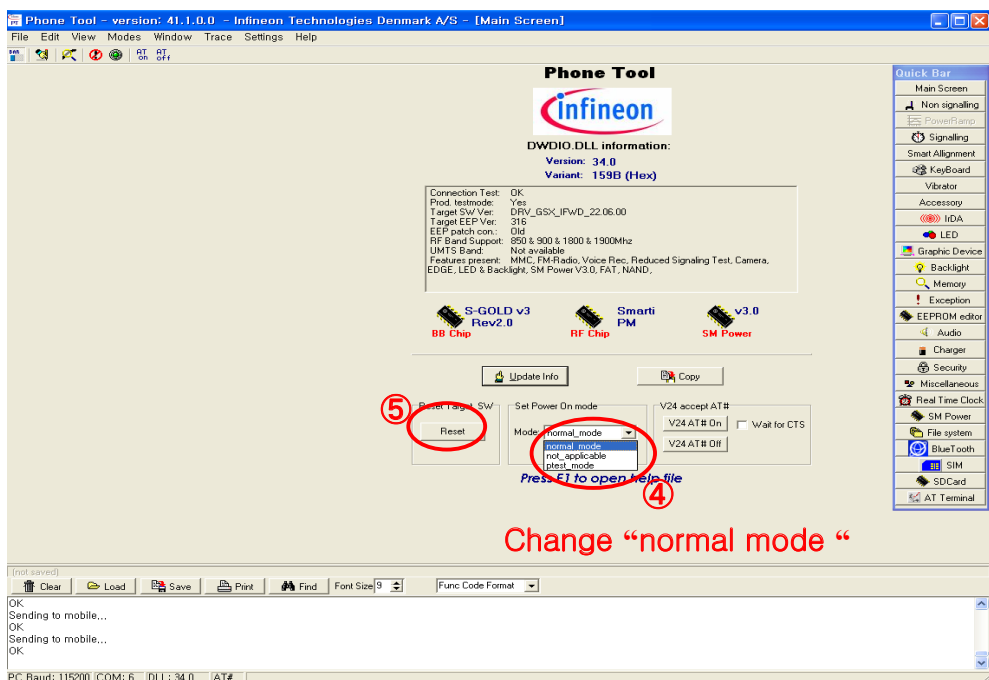 Phone Tool - version: 41.1.0.0 - Infineon Technologies Denmark A/S - [Main Screen]
File Edit View Modes Window Trace Settings Help
BAR AT on AT off
Phone Tool
infineon
DWDIO.DLL information:
Version: 34.0
Variant: 159B (Hex)
Connection Test: OK
Prod. testmode: Yes
Target SW Ver: DRV_GSX_IFWD_22.06.00
Target EEP Ver: 316
EEP patch con.: Old
RF Band Support: 850 & 900 & 1800 & 1900Mhz
UMTS Band: Not available
Features present: MMC, FM-Radio, Voice Rec, Reduced Signaling Test, Camera,
EDGE, LED & Backlight, SM Power V3.0, FAT, NAND,
S-GOLD v3
Rev2.0
BB Chip
Smarti
PM
RF Chip
v3.0
SM Power
Update Info Copy
Reset Target SW
Reset
⑤
Set Power On mode
Mode: normal_mode
normal_mode
not_applicable
ptest_mode
④
V24 accept AT#
V24 AT# On Wait for CTS
V24 AT# Off
Press F1 to open help file
Change “normal mode “
Quick Bar
Main Screen
Non signalling
PowerRamp
Signalling
Smart Allignment
KeyBoard
Vibrator
Accessory
IrDA
LED
Graphic Device
Backlight
Memory
Exception
EEPROM editor
Audio
Charger
Security
Miscellaneous
Real Time Clock
SM Power
File system
BlueTooth
SIM
SDCard
AT Terminal
(not saved)
Clear Load Save Print Find Font Size 9 Func Code Format
OK
Sending to mobile...
OK
Sending to mobile...
OK
PC Baud: 115200 COM: 6 DLL: 34.0 AT#